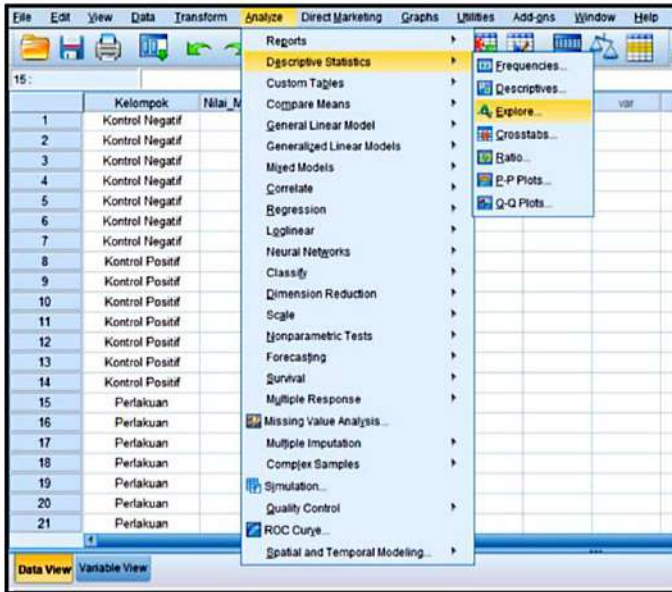 File Edit View Data Transform Analyze Direct Marketing Graphs Utilities Add-ons Window Help
15 :
Kelompok Nilai_M var
1 Kontrol Negatif
2 Kontrol Negatif
3 Kontrol Negatif
4 Kontrol Negatif
5 Kontrol Negatif
6 Kontrol Negatif
7 Kontrol Negatif
8 Kontrol Positif
9 Kontrol Positif
10 Kontrol Positif
11 Kontrol Positif
12 Kontrol Positif
13 Kontrol Positif
14 Kontrol Positif
15 Perlakuan
16 Perlakuan
17 Perlakuan
18 Perlakuan
19 Perlakuan
20 Perlakuan
21 Perlakuan
Reports
Descriptive Statistics
Custom Tables
Compare Means
General Linear Model
Generalized Linear Models
Mixed Models
Correlate
Regression
Loglinear
Neural Networks
Classify
Dimension Reduction
Scale
Nonparametric Tests
Forecasting
Survival
Multiple Response
Missing Value Analysis...
Multiple Imputation
Complex Samples
Simulation...
Quality Control
ROC Curve...
Spatial and Temporal Modeling...
Frequencies...
Descriptives...
Explore...
Crosstabs...
Ratio...
P-P Plots...
Q-Q Plots...
Data View Variable View